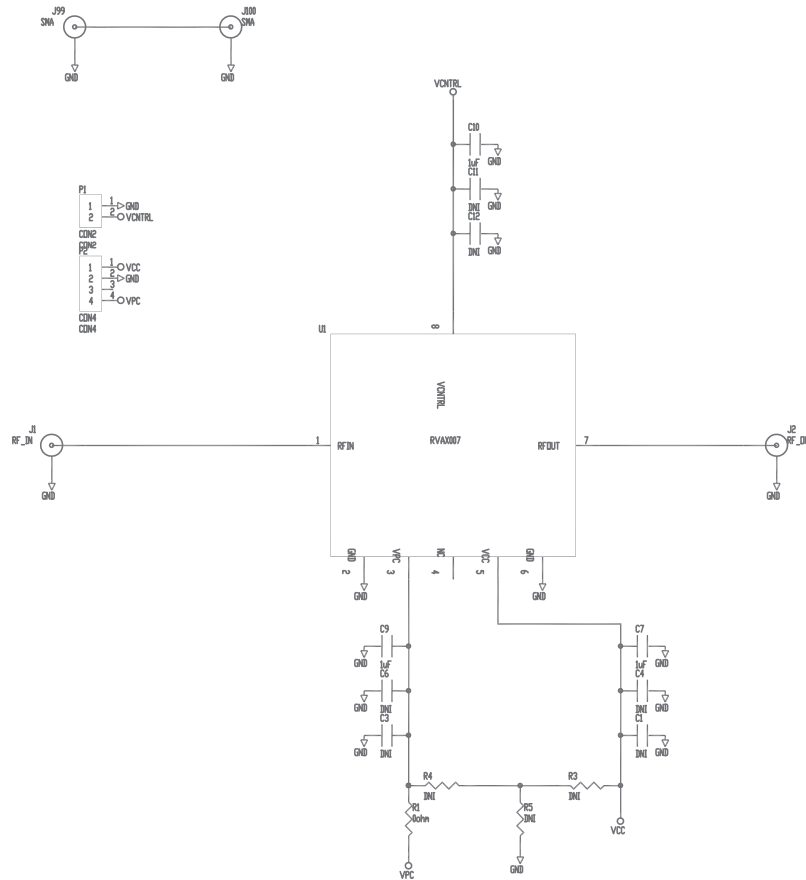 J99
SMA
J100
SMA
GND
GND
VCNTRL
C10
1uF
GND
C11
DNI
GND
C12
DNI
GND
P1
1
1
GND
2
2
VCNTRL
CON2
CON2
P2
1
1
VCC
2
2
GND
3
3
4
4
VPC
CON4
CON4
U1
8
VCNTRL
RVAX007
J1
RF_IN
GND
1
RFIN
RFOUT
7
J2
GND
GND
VPC
NC
VCC
GND
2
3
4
5
6
GND
GND
C9
1uF
GND
C6
DNI
GND
C3
DNI
GND
C7
1uF
GND
C4
DNI
GND
C1
DNI
GND
R4
DNI
R3
DNI
R1
0ohm
R5
DNI
VPC
GND
VCC